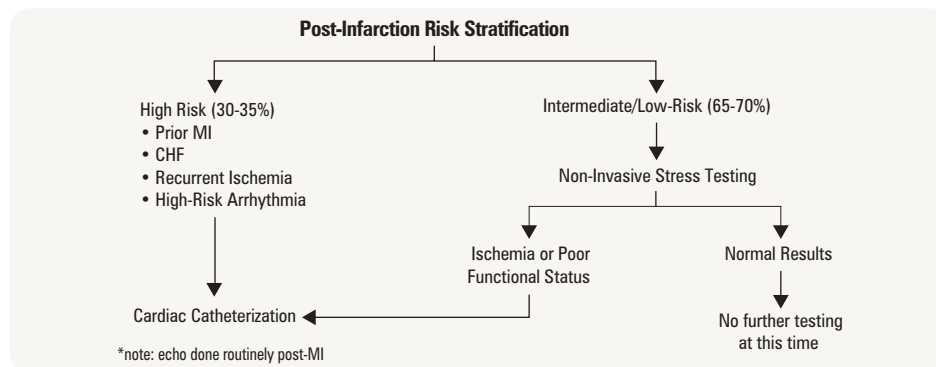 Post-Infarction Risk Stratification
High Risk (30-35%)
• Prior MI
• CHF
• Recurrent Ischemia
• High-Risk Arrhythmia
Intermediate/Low-Risk (65-70%)
Non-Invasive Stress Testing
Ischemia or Poor
Functional Status
Normal Results
Cardiac Catheterization
No further testing
at this time
*note: echo done routinely post-MI